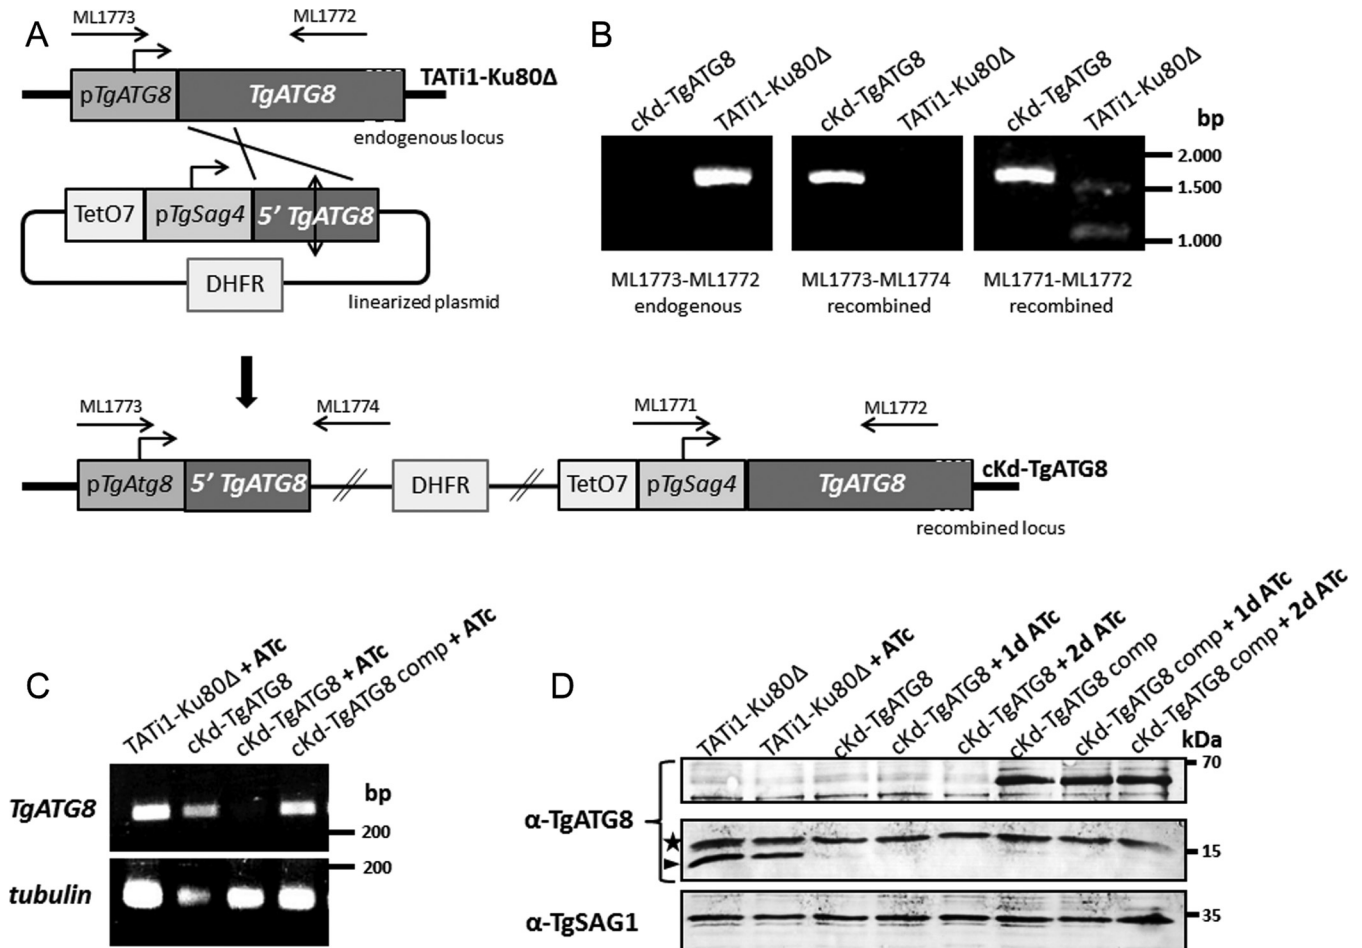 A
ML1773
ML1772
pTgATG8
TgATG8
TATi1-Ku80Δ
endogenous locus
TetO7
pTgSag4
5’ TgATG8
DHFR
linearized plasmid
ML1773
ML1774
ML1771
ML1772
pTgAtg8
5’ TgATG8
DHFR
TetO7
pTgSag4
TgATG8
cKd-TgATG8
recombined locus
B
cKd-TgATG8
TATi1-Ku80Δ
cKd-TgATG8
TATi1-Ku80Δ
cKd-TgATG8
TATi1-Ku80Δ
bp
2.000
1.500
1.000
ML1773-ML1772
endogenous
ML1773-ML1774
recombined
ML1771-ML1772
recombined
C
TATi1-Ku80Δ + ATc
cKd-TgATG8
cKd-TgATG8 + ATc
cKd-TgATG8 comp + ATc
TgATG8
bp
200
200
tubulin
D
TATi1-Ku80Δ
TATi1-Ku80Δ + ATc
cKd-TgATG8
cKd-TgATG8 + 1d ATc
cKd-TgATG8 + 2d ATc
cKd-TgATG8 comp
cKd-TgATG8 comp + 1d ATc
cKd-TgATG8 comp + 2d ATc
kDa
70
α-TgATG8
15
α-TgSAG1
35